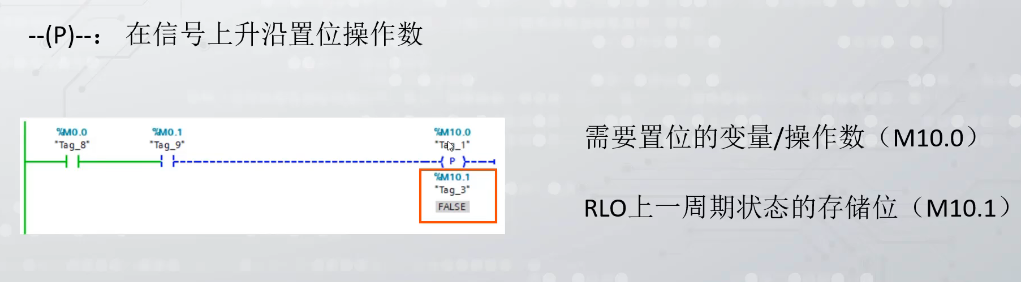 --(P)--： 在信号上升沿置位操作数
%M0.0 %M0.1 %M10.0
"Tag_8" "Tag_9" "Tag_1"
P
%M10.1
"Tag_3"
FALSE
需要置位的变量/操作数（M10.0）
RLO上一周期状态的存储位（M10.1）